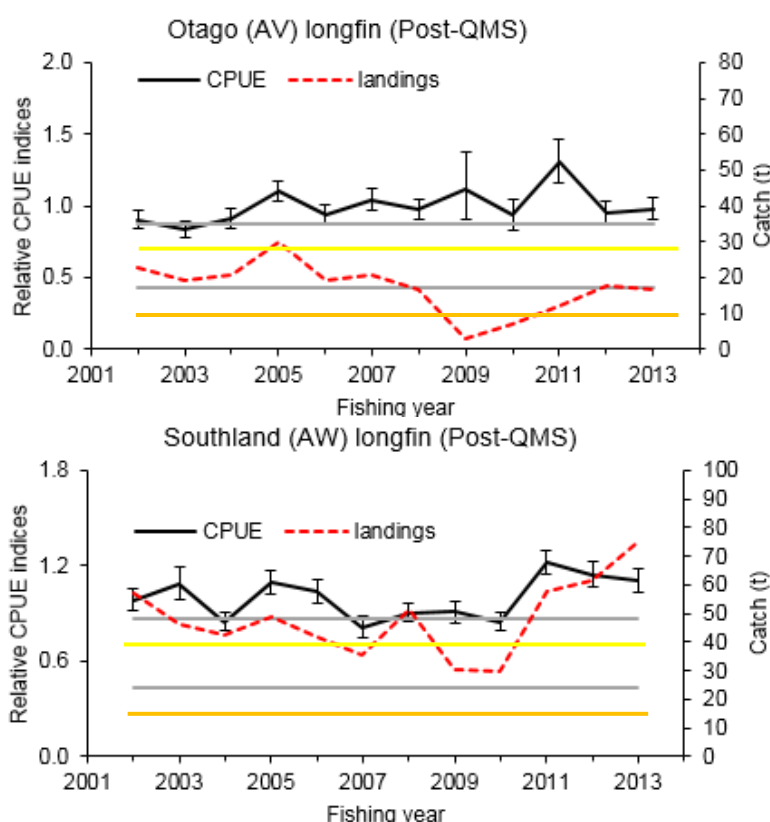 Otago (AV) longfin (Post-QMS)
2.0 80
CPUE landings
70
1.5 60
50
1.0 40
30
0.5 20
10
0.0 0
2001 2003 2005 2007 2009 2011 2013
Relative CPUE indices
Catch (t)
Fishing year
Southland (AW) longfin (Post-QMS)
1.8 100
90
CPUE landings
80
1.2 70
60
50
0.6 40
30
20
10
0.0 0
2001 2003 2005 2007 2009 2011 2013
Relative CPUE indices
Catch (t)
Fishing year